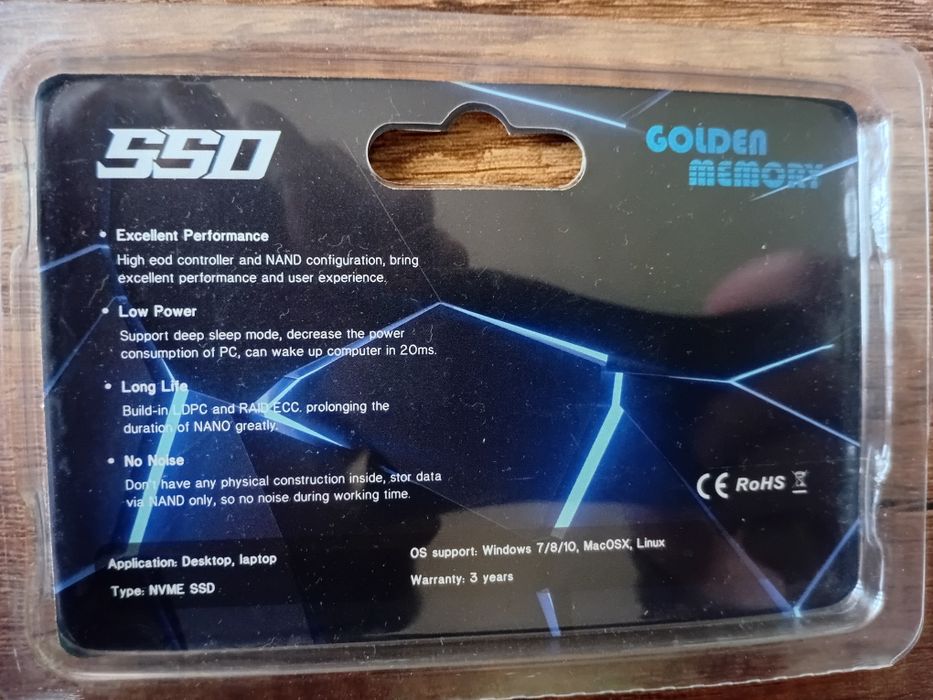 SSD
GOLDEN
MEMORY
• Excellent Performance
High eod controller and NAND configuration, bring
excellent performance and user experience.
• Low Power
Support deep sleep mode, decrease the power
consumption of PC, can wake up computer in 20ms.
• Long Life
Build-in LDPC and RAID ECC. prolonging the
duration of NANO greatly.
• No Noise
Don't have any physical construction inside, stor data
via NAND only, so no noise during working time.
CE RoHS
Application: Desktop, laptop
OS support: Windows 7/8/10, MacOSX, Linux
Type: NVME SSD
Warranty: 3 years